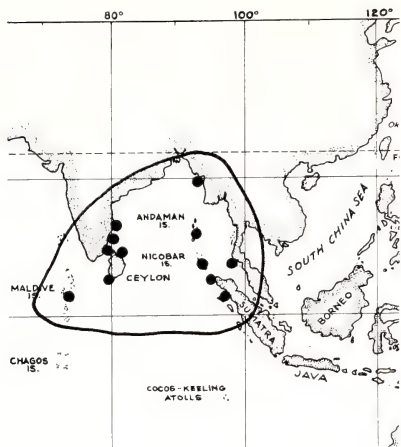 80°
100°
120°
Ok
F
ANDAMAN
IS.
NICOBAR
IS.
CEYLON
MALDIVE
IS.
CHAGOS
IS.
COCOS-KEELING
ATOLLS
SOUTH CHINA SEA
BORNEO
SUMATRA
JAVA